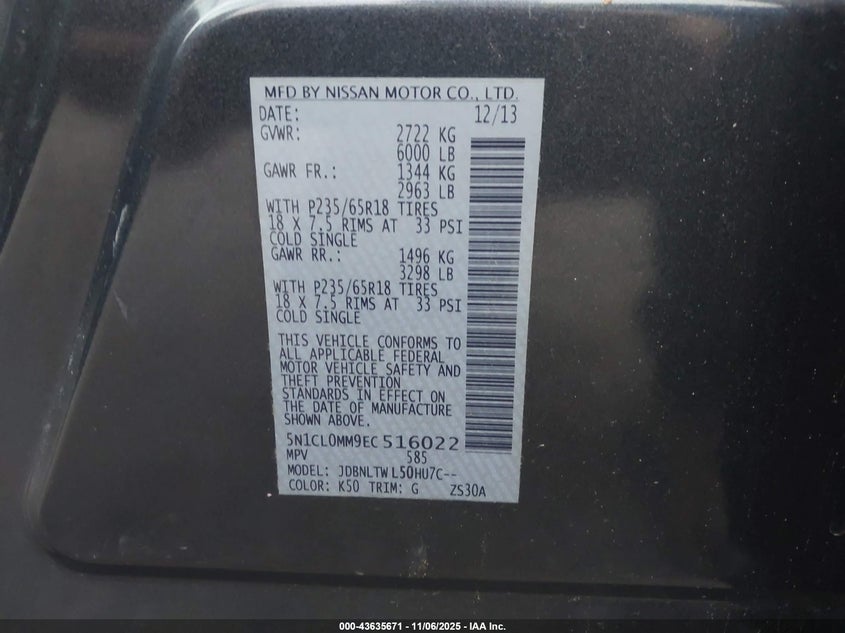 MFD BY NISSAN MOTOR CO., LTD.
DATE: 12/13
GVWR: 2722 KG
6000 LB
GAWR FR.: 1344 KG
2963 LB
WITH P235/65R18 TIRES
18 X 7.5 RIMS AT 33 PSI
COLD SINGLE
GAWR RR.: 1496 KG
3298 LB
WITH P235/65R18 TIRES
18 X 7.5 RIMS AT 33 PSI
COLD SINGLE
THIS VEHICLE CONFORMS TO
ALL APPLICABLE FEDERAL
MOTOR VEHICLE SAFETY AND
THEFT PREVENTION
STANDARDS IN EFFECT ON
THE DATE OF MANUFACTURE
SHOWN ABOVE.
5N1CL0MM9EC516022
MPV 585
MODEL: JDBNLTWL50HU7C--
COLOR: K50 TRIM: G ZS30A
000-43635671 - 11/06/2025 - IAA Inc.